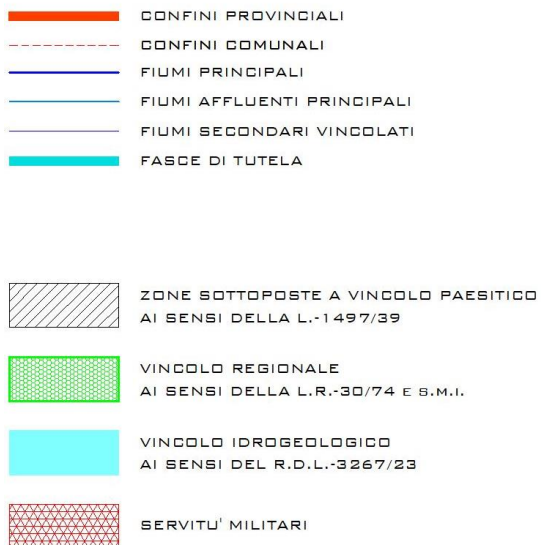 CONFINI PROVINCIALI
CONFINI COMUNALI
FIUMI PRINCIPALI
FIUMI AFFLUENTI PRINCIPALI
FIUMI SECONDARI VINCOLATI
FASCE DI TUTELA
ZONE SOTTOPOSTE A VINCOLO PAESITICO
AI SENSI DELLA L.-1497/39
VINCOLO REGIONALE
AI SENSI DELLA L.R.-30/74 E S.M.I.
VINCOLO IDROGEOLOGICO
AI SENSI DEL R.D.L.-3267/23
SERVITU' MILITARI